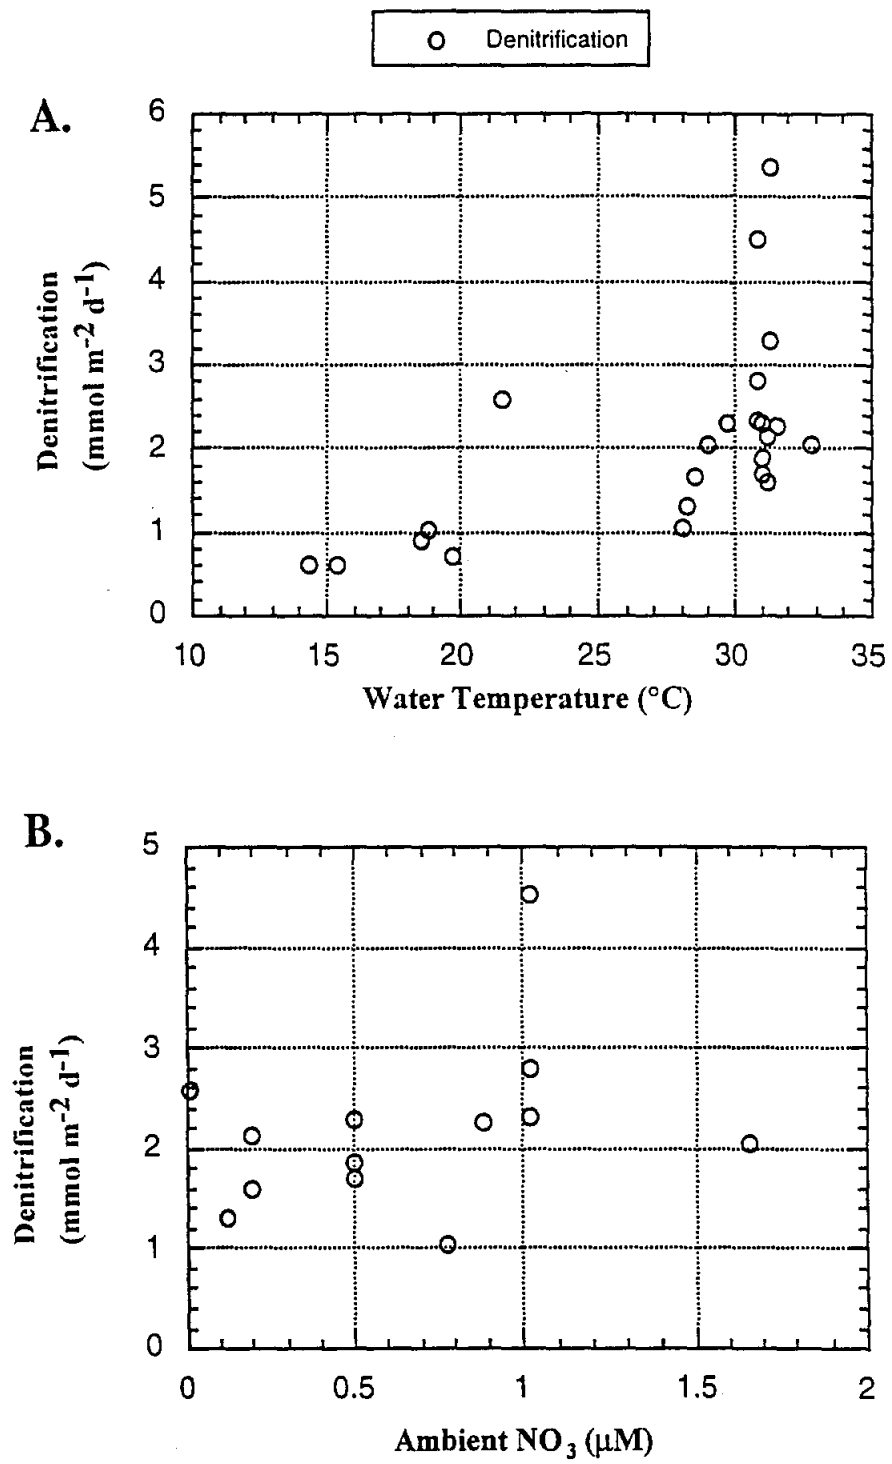 Denitrification
A.
6
5
4
3
2
1
0
Denitrification
(mmol m⁻² d⁻¹)
10 15 20 25 30 35
Water Temperature (°C)
B.
5
4
3
2
1
0
Denitrification
(mmol m⁻² d⁻¹)
0 0.5 1 1.5 2
Ambient NO₃ (µM)